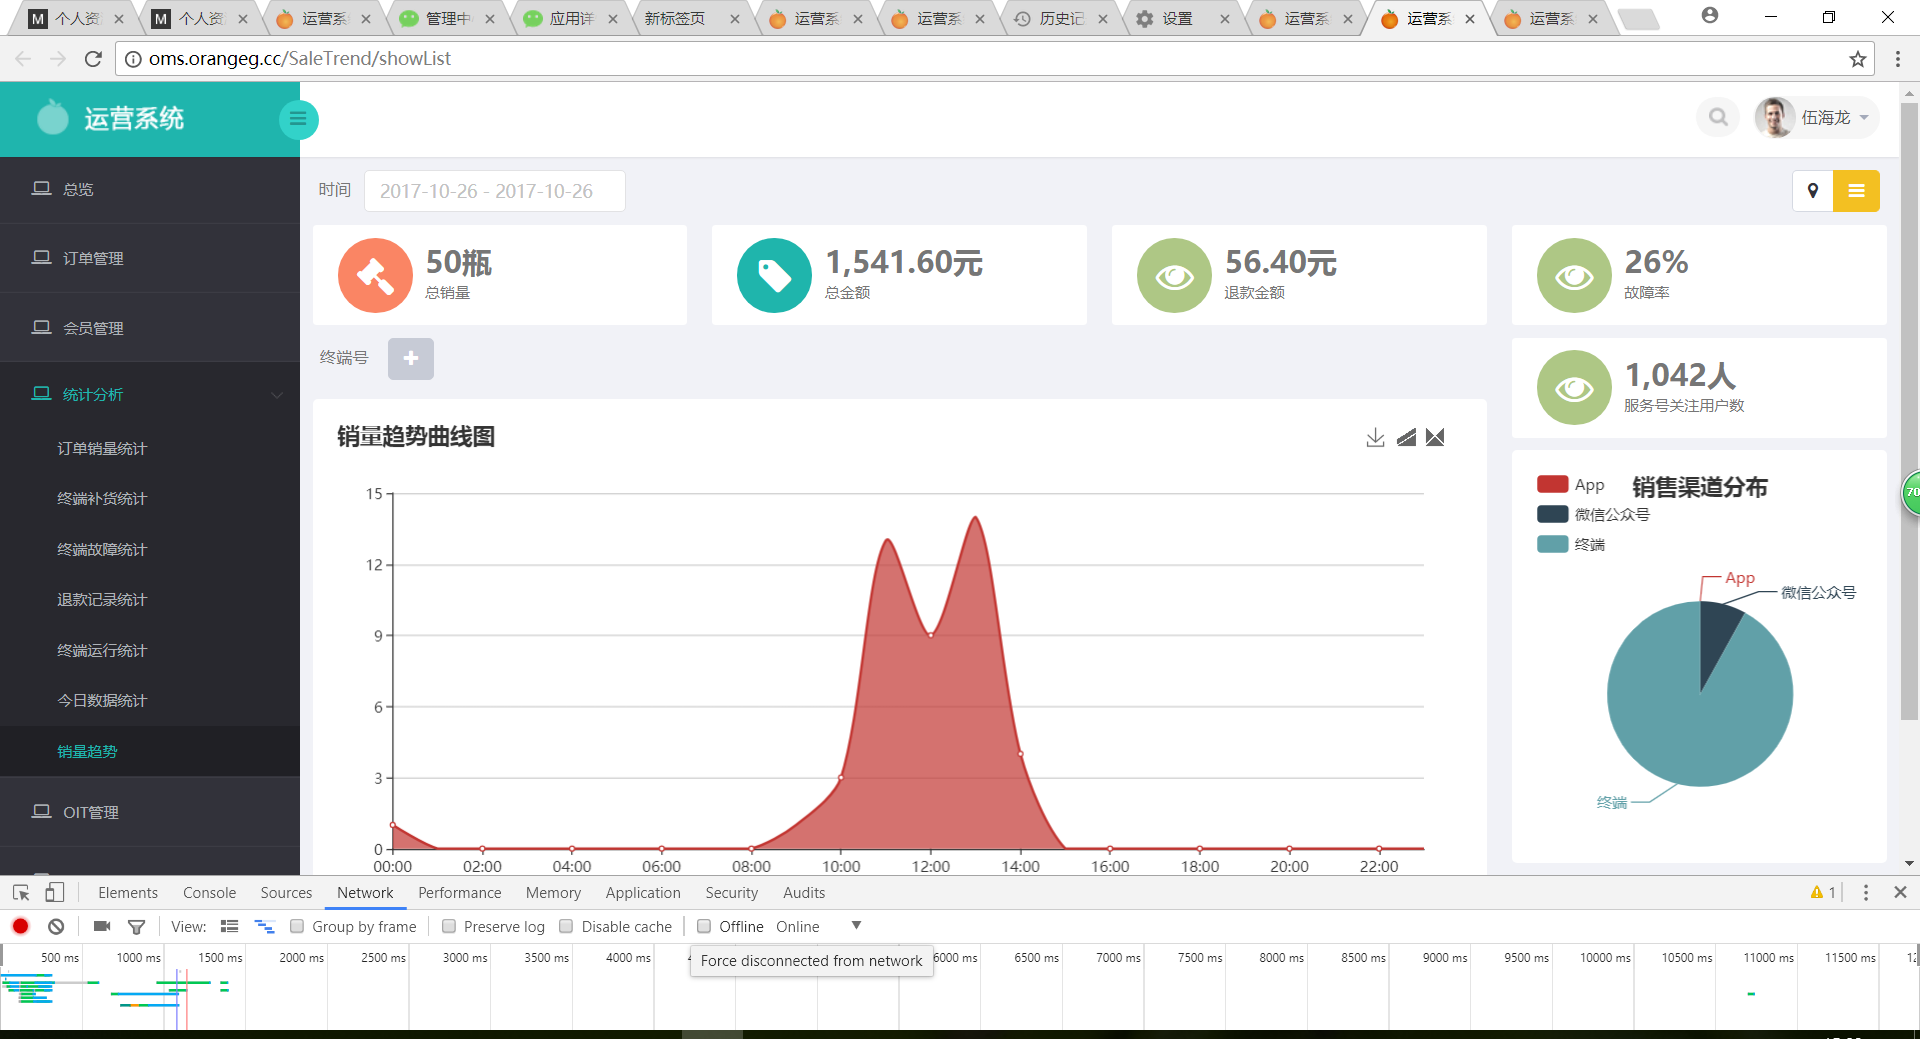 个人资 个人资 运营系 管理中 应用详 新标签页 运营系 运营系 历史记 设置 运营系 运营系 运营系
oms.orangeg.cc/SaleTrend/showList
运营系统
伍海龙
总览
订单管理
会员管理
统计分析
订单销量统计
终端补货统计
终端故障统计
退款记录统计
终端运行统计
今日数据统计
销量趋势
OIT管理
时间 2017-10-26 - 2017-10-26
50瓶
总销量
1,541.60元
总金额
56.40元
退款金额
26%
故障率
终端号
1,042人
服务号关注用户数
销量趋势曲线图
15
12
9
6
3
0
00:00 02:00 04:00 06:00 08:00 10:00 12:00 14:00 16:00 18:00 20:00 22:00
销售渠道分布
App
微信公众号
终端
App
微信公众号
终端
70
Elements Console Sources Network Performance Memory Application Security Audits 1
View: Group by frame Preserve log Disable cache Offline Online
500 ms 1000 ms 1500 ms 2000 ms 2500 ms 3000 ms 3500 ms 4000 ms 6000 ms 6500 ms 7000 ms 7500 ms 8000 ms 8500 ms 9000 ms 9500 ms 10000 ms 10500 ms 11000 ms 11500 ms
Force disconnected from network